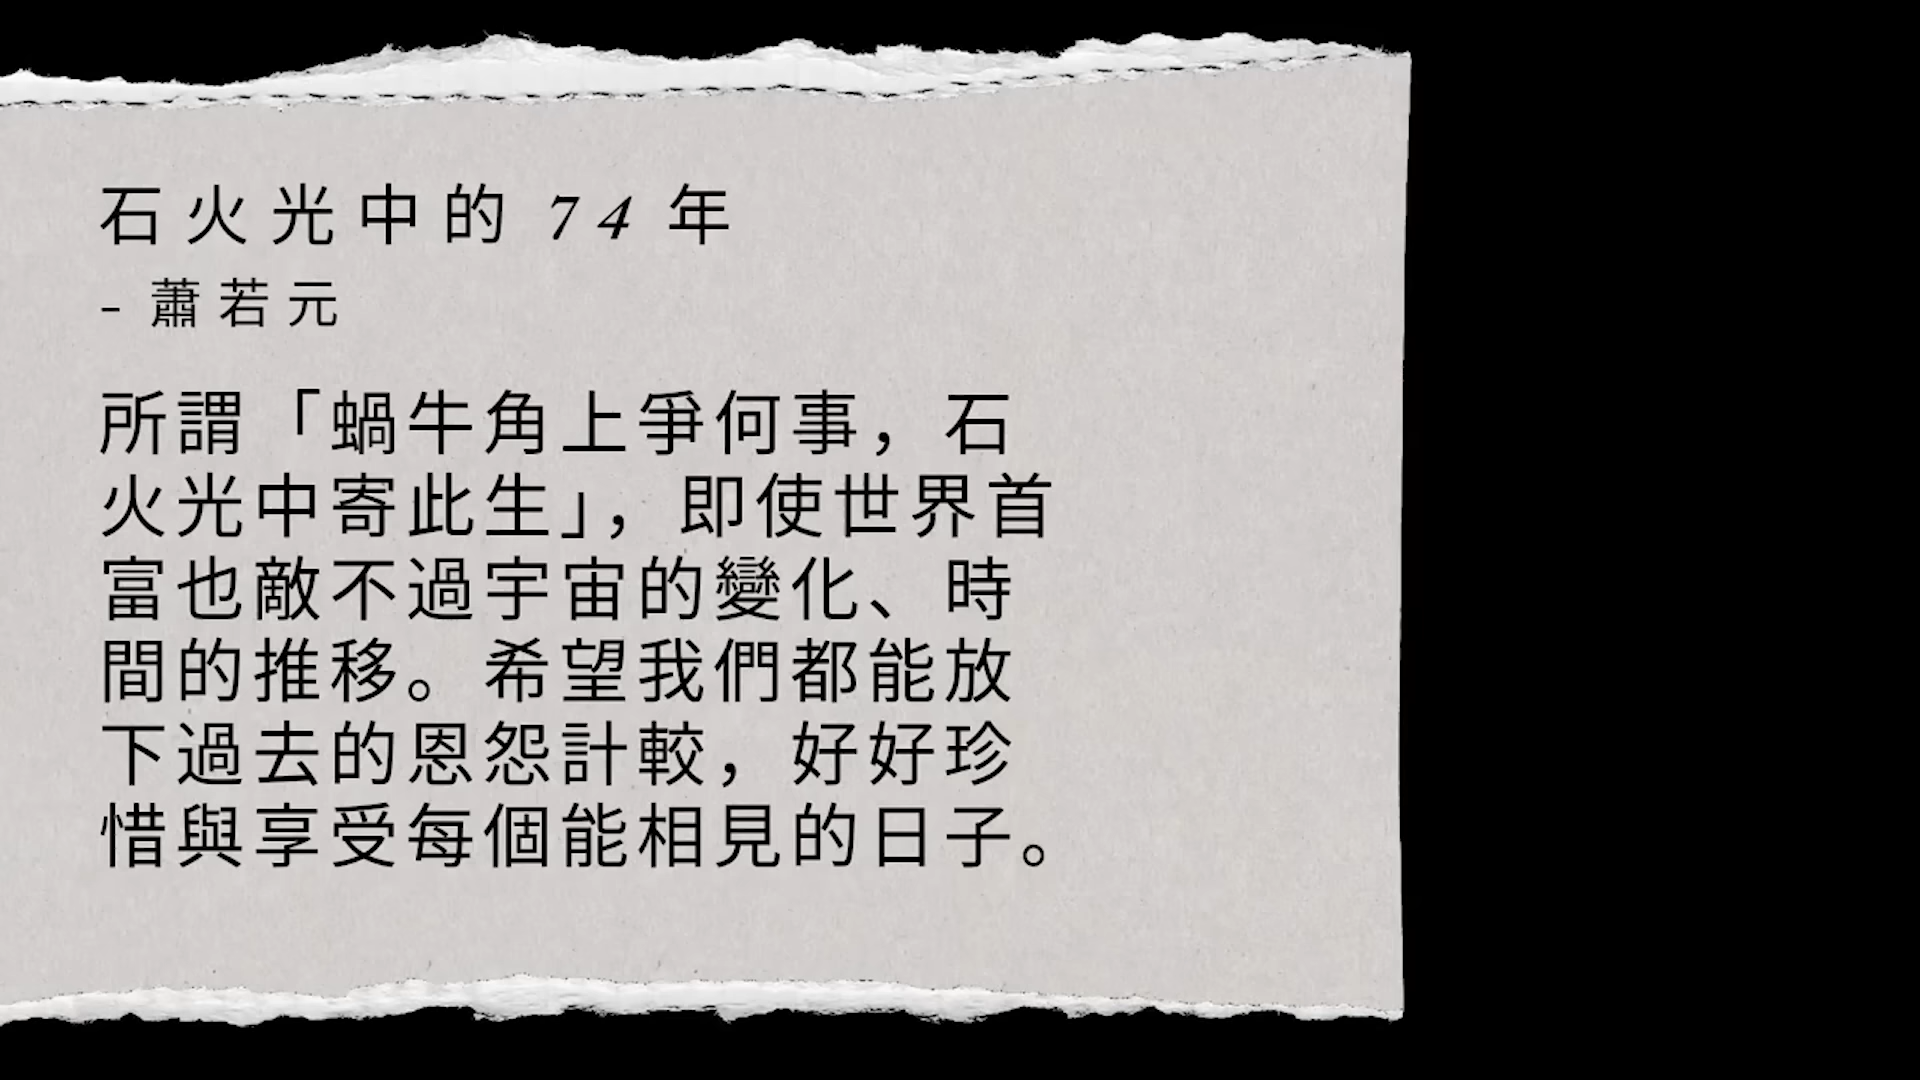 石火光中的 74 年
- 蕭若元
所謂「蝸牛角上爭何事，石
火光中寄此生」，即使世界首
富也敵不過宇宙的變化、時
間的推移。希望我們都能放
下過去的恩怨計較，好好珍
惜與享受每個能相見的日子。